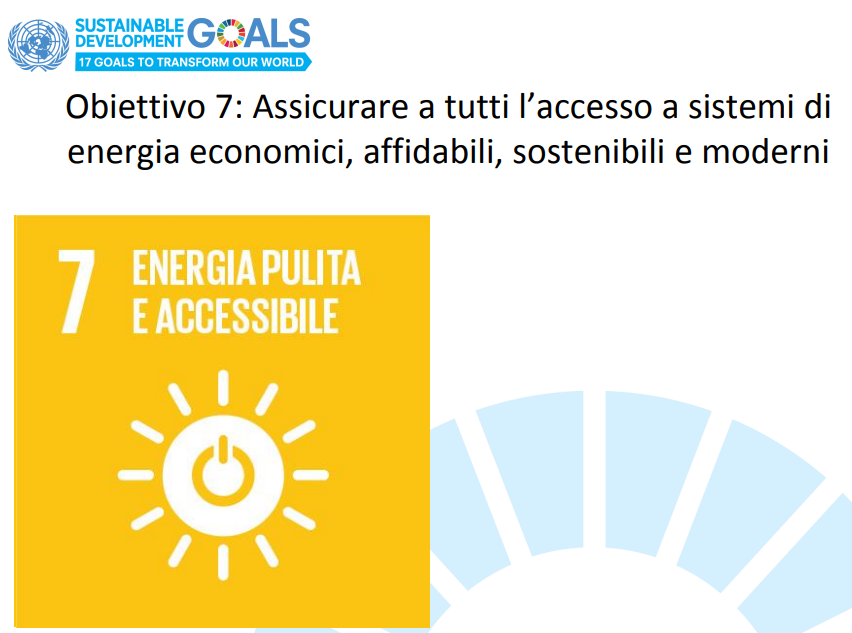 SUSTAINABLE
DEVELOPMENT GOALS
17 GOALS TO TRANSFORM OUR WORLD
Obiettivo 7: Assicurare a tutti l’accesso a sistemi di
energia economici, affidabili, sostenibili e moderni
7 ENERGIA PULITA
E ACCESSIBILE